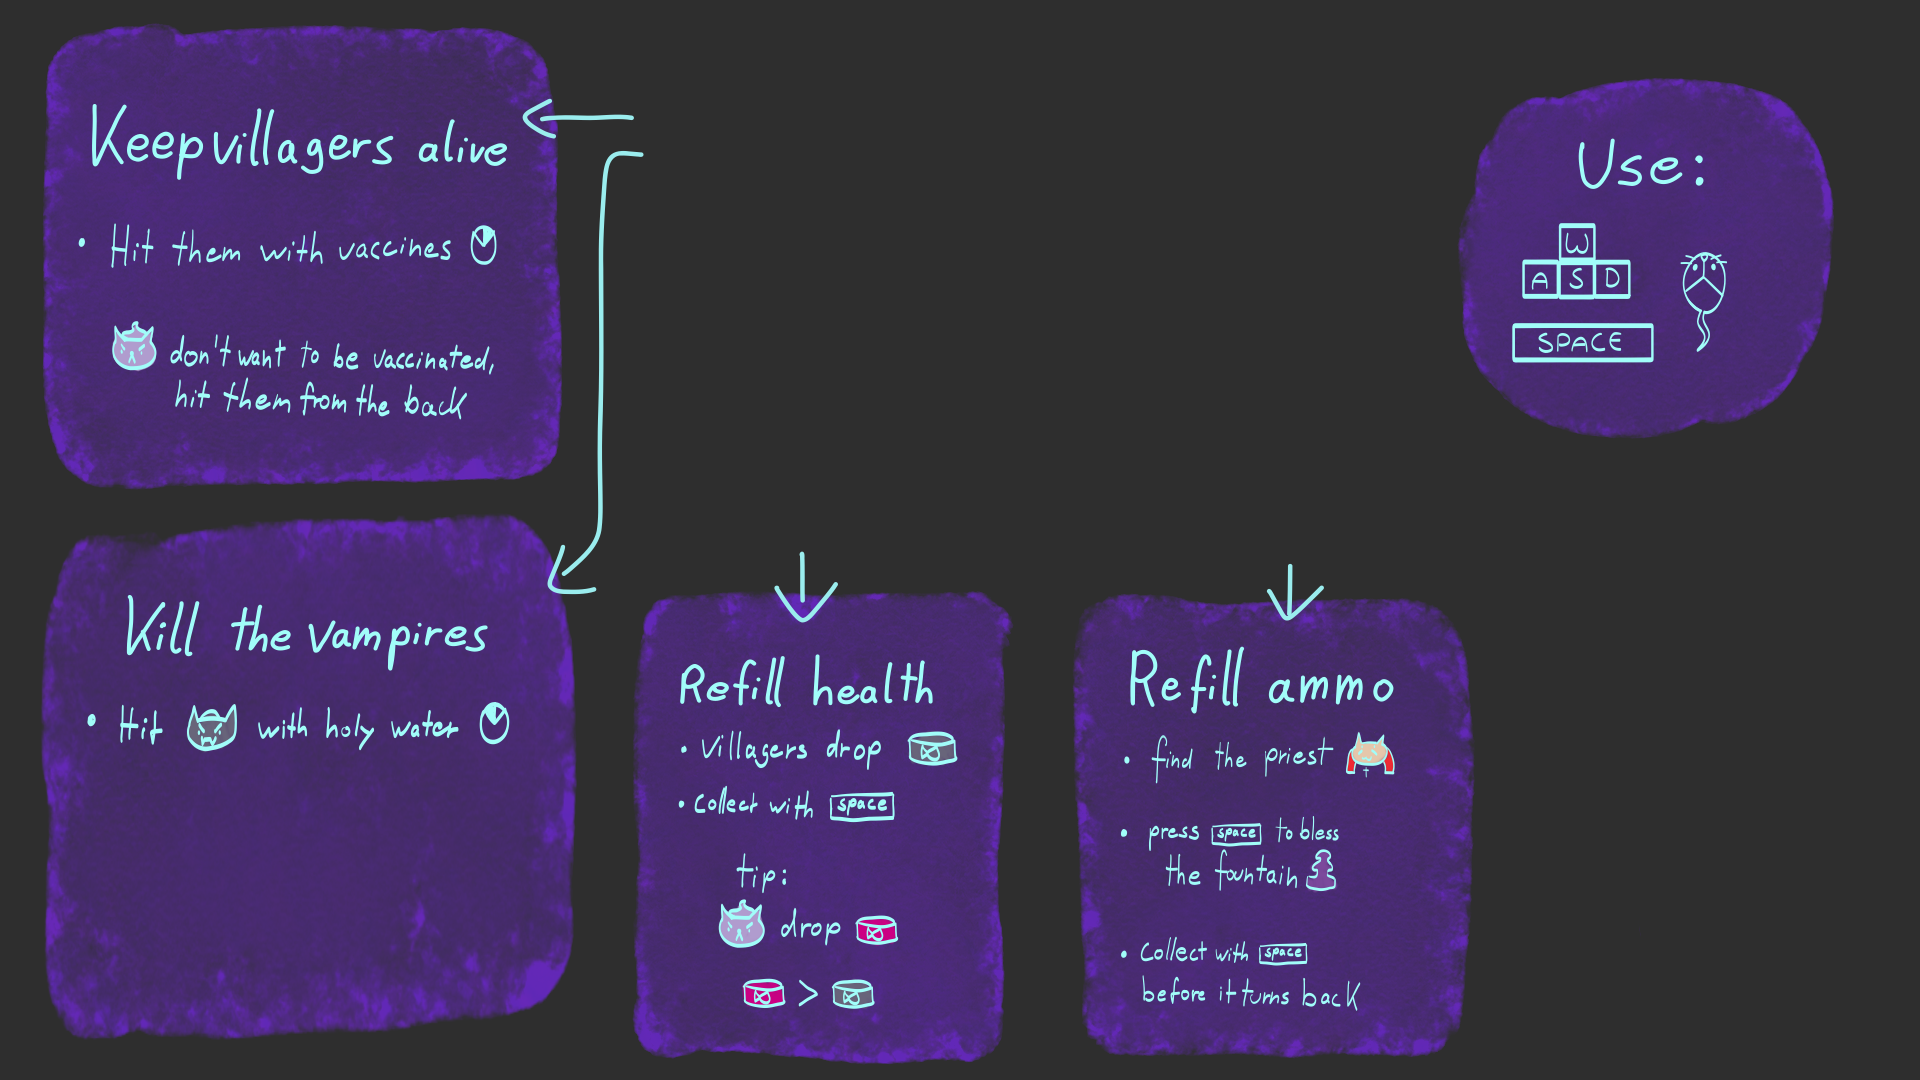 Keep villagers alive
• Hit them with vaccines
don't want to be vaccinated,
hit them from the back
Kill the vampires
• Hit with holy water
Refill health
• Villagers drop
• Collect with space
tip:
drop
>
Refill ammo
• find the priest
• press space to bless
the fountain
• Collect with space
before it turns back
Use:
W
A S D
SPACE